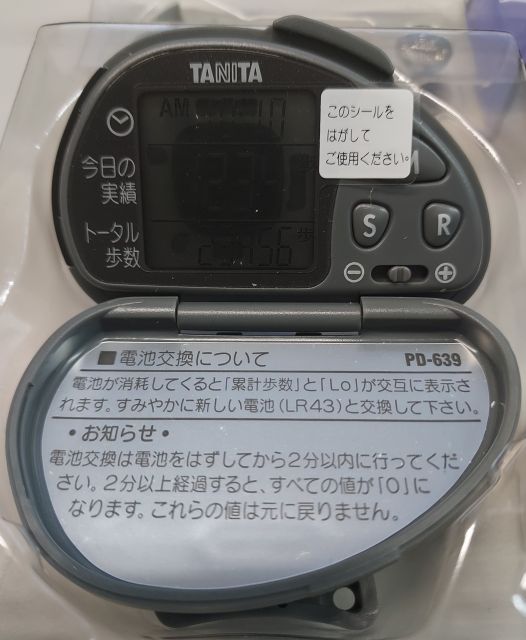 TANITA
AM
このシールを
はがして
ご使用ください。
今日の
実績
M
S
R
トータル
歩数
歩
⊖ ⊕
■電池交換について PD-639
電池が消耗してくると「累計歩数」と「Lo」が交互に表示さ
れます。すみやかに新しい電池(LR43)と交換して下さい。
・お知らせ・
電池交換は電池をはずしてから2分以内に行ってくだ
さい。2分以上経過すると、すべての値が「0」に
なります。これらの値は元に戻りません。